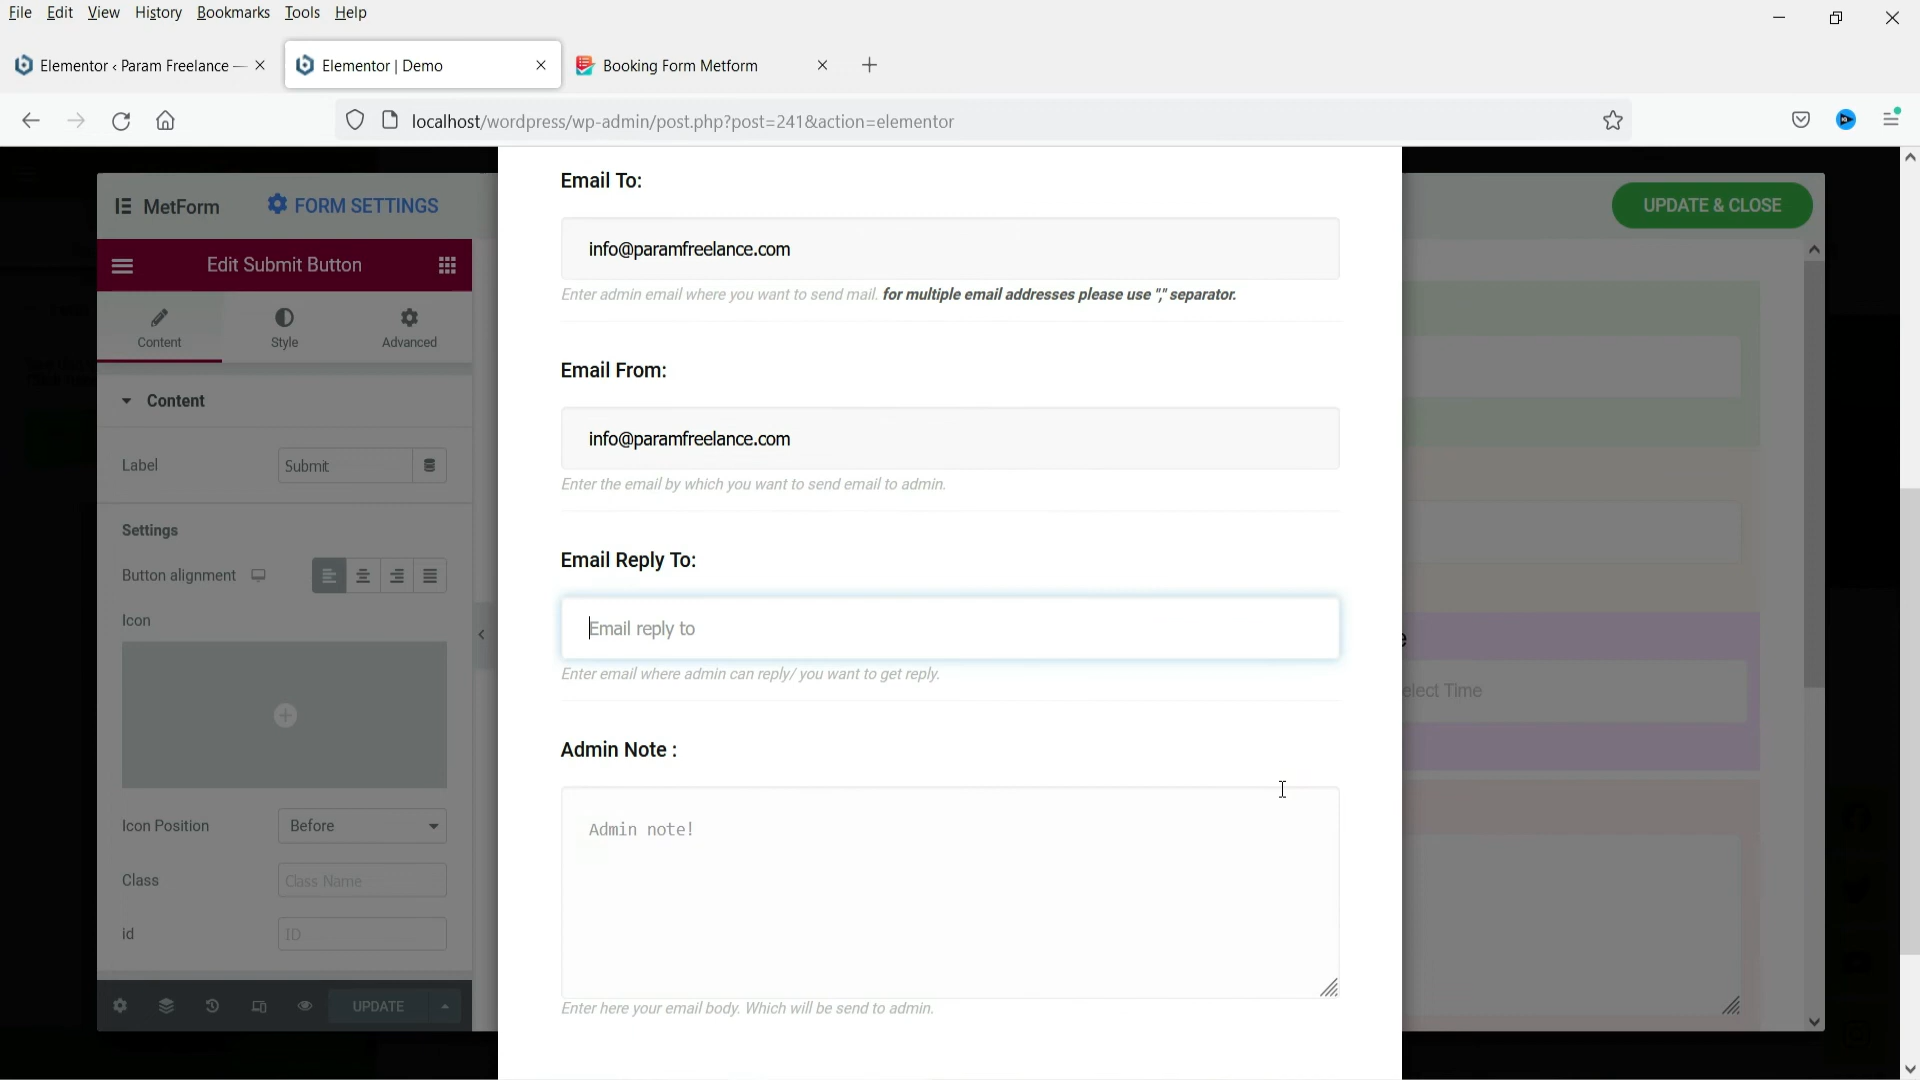 File Edit View History Bookmarks Tools Help
Elementor ‹ Param Freelance —
Elementor | Demo
Booking Form Metform
localhost/wordpress/wp-admin/post.php?post=241&action=elementor
MetForm
FORM SETTINGS
UPDATE & CLOSE
Edit Submit Button
Content
Style
Advanced
Content
Label
Submit
Settings
Button alignment
Icon
Icon Position
Before
Class
Class Name
id
ID
UPDATE
Email To:
info@paramfreelance.com
Enter admin email where you want to send mail. for multiple email addresses please use "," separator.
Email From:
info@paramfreelance.com
Enter the email by which you want to send email to admin.
Email Reply To:
Email reply to
Enter email where admin can reply/ you want to get reply.
Admin Note :
Admin note!
Enter here your email body. Which will be send to admin.
e
elect Time